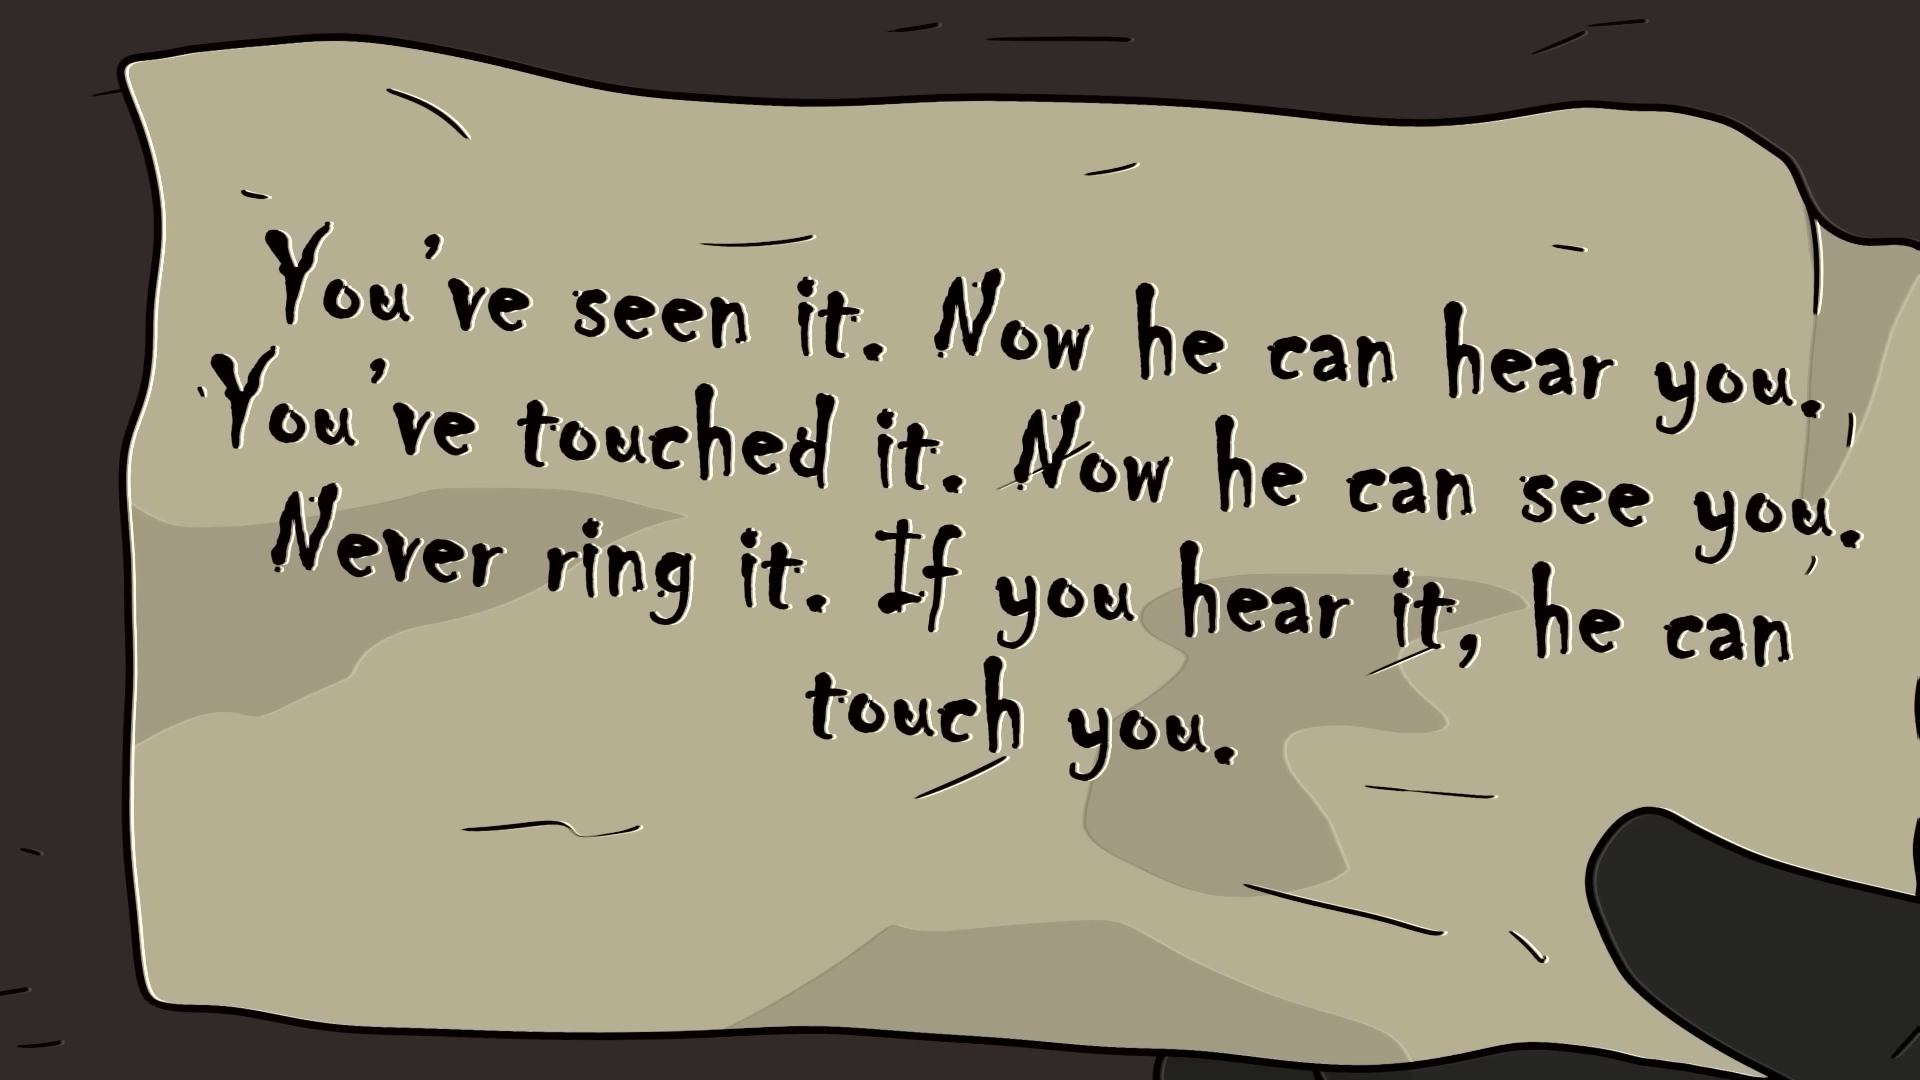 You've seen it. Now he can hear you.
You've touched it. Now he can see you.
Never ring it. If you hear it, he can
touch you.